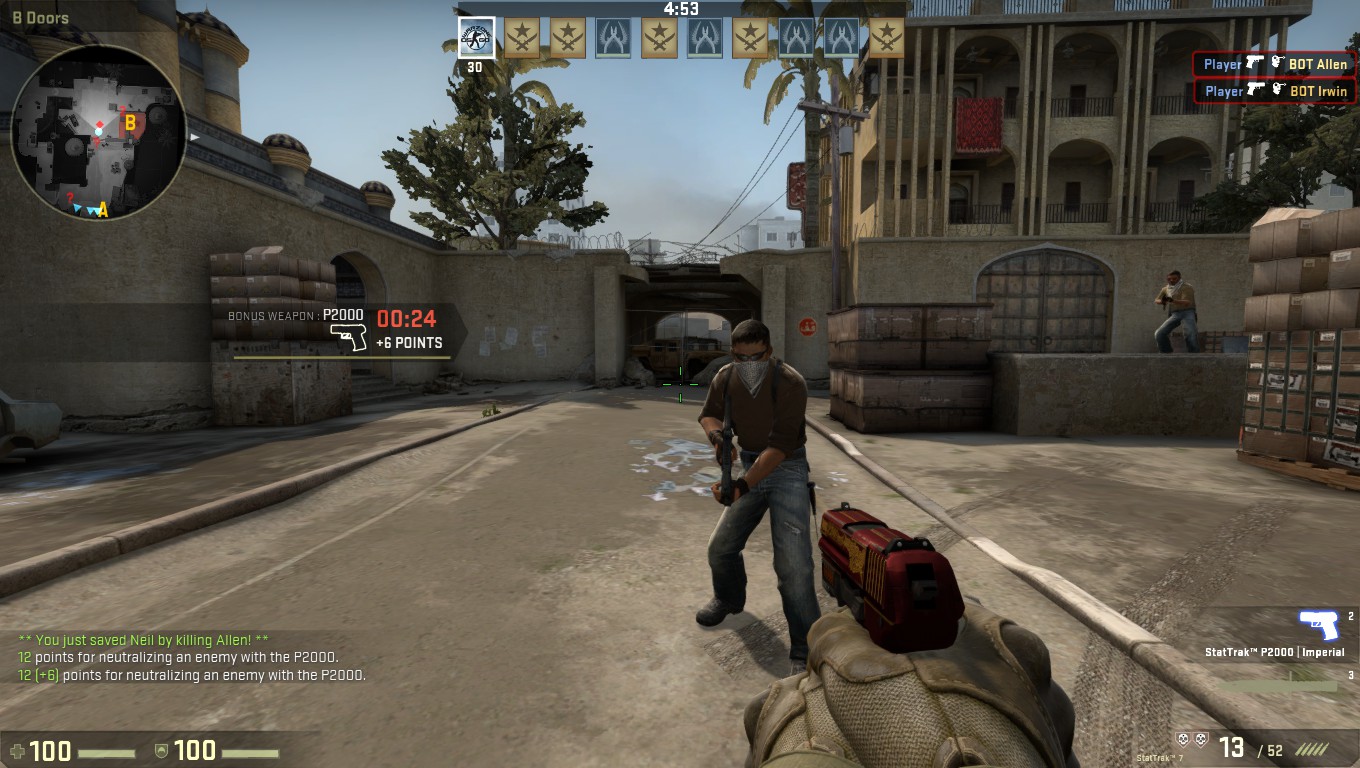 B Doors
4:53
30
Player BOT Allen
Player BOT Irwin
B
A
BONUS WEAPON : P2000 00:24
+6 POINTS
** You just saved Neil by killing Allen! **
12 points for neutralizing an enemy with the P2000.
12 (+6) points for neutralizing an enemy with the P2000.
2
StatTrak™ P2000 | Imperial
3
100 100
StatTrak™ 7
13 / 52